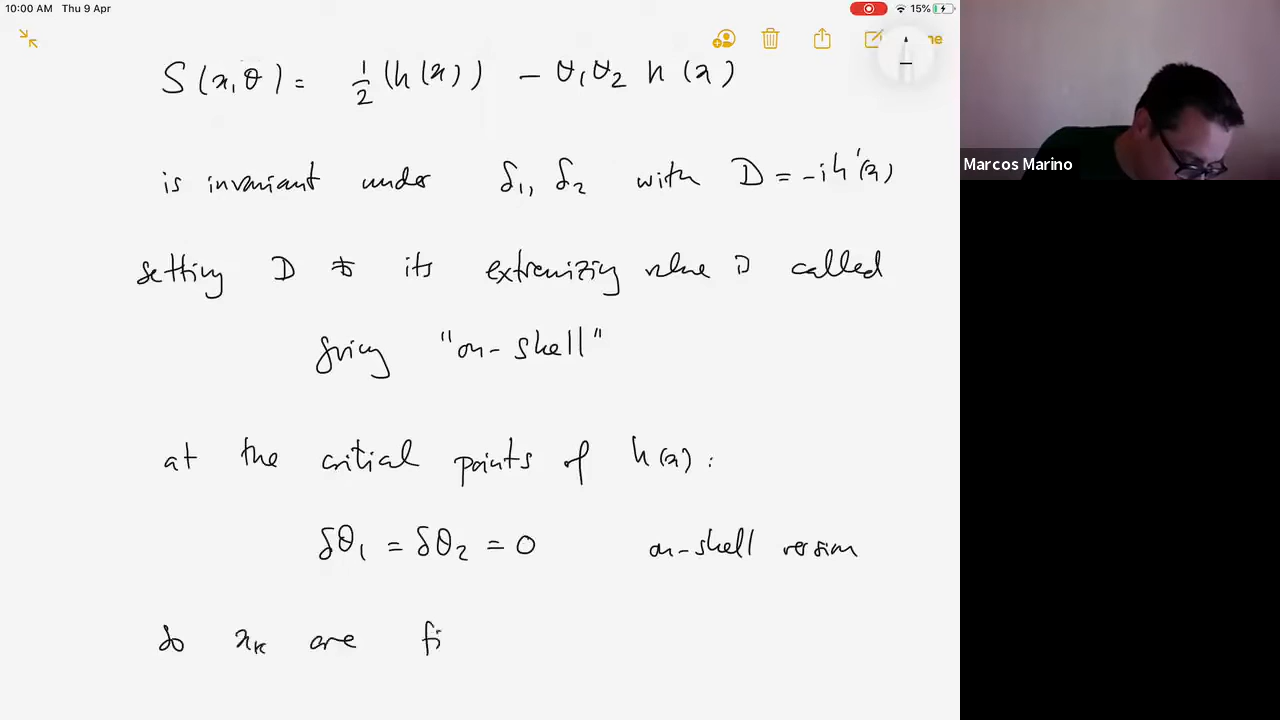 10:00 AM Thu 9 Apr
15%
ne
S(x,θ) = 1/2 (h(x)) - θ₁θ₂ h(x)
is invariant under δ₁, δ₂ with D = -ih'(x)
setting D to its extremizing value is called
going "on-shell"
at the critical points of h(x) :
δθ₁ = δθ₂ = 0 on-shell version
so xₖ are fi
Marcos Marino